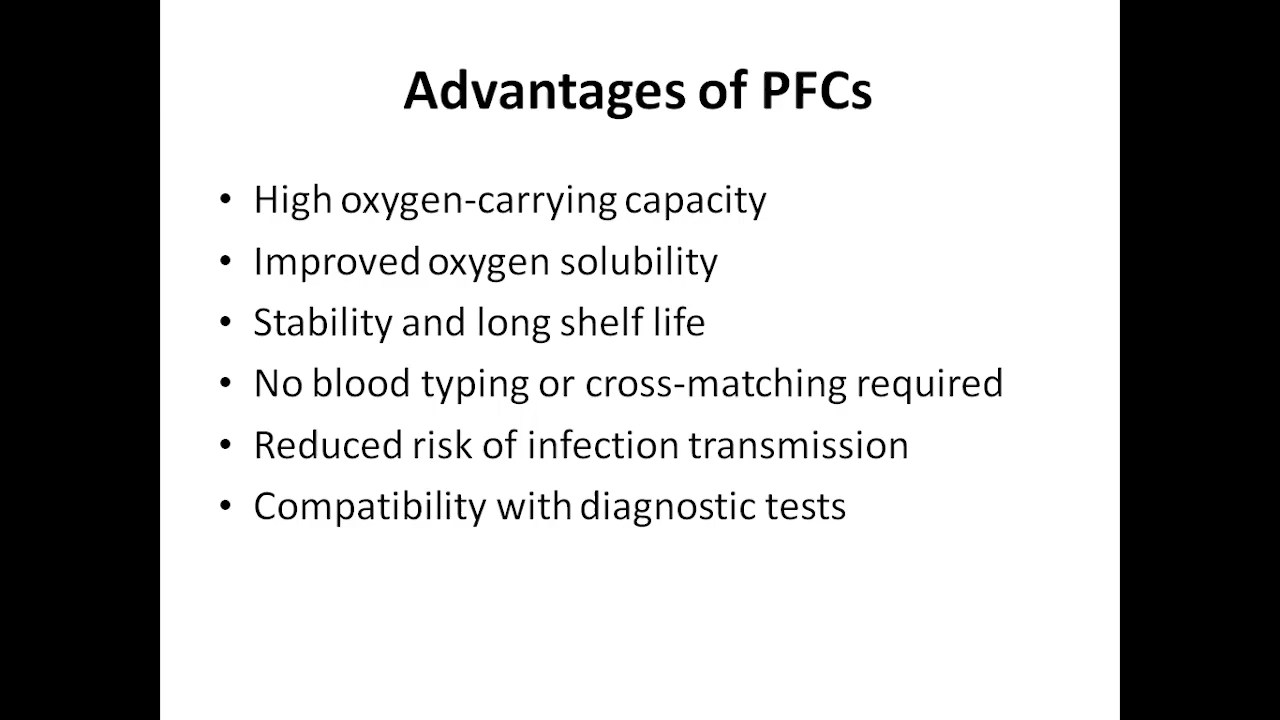 Advantages of PFCs
• High oxygen-carrying capacity
• Improved oxygen solubility
• Stability and long shelf life
• No blood typing or cross-matching required
• Reduced risk of infection transmission
• Compatibility with diagnostic tests